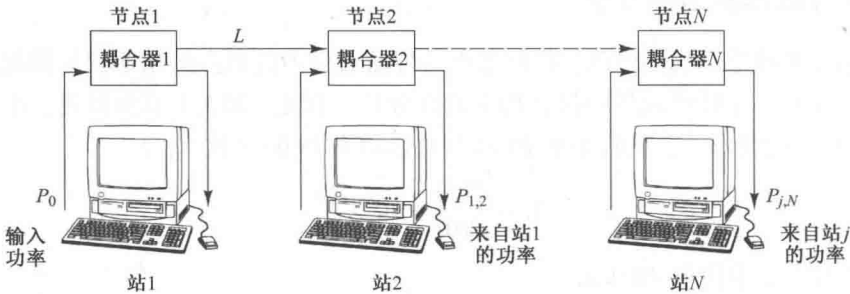 节点1
节点2
节点N
L
耦合器1
耦合器2
耦合器N
P0
P1,2
Pj,N
输入
功率
来自站1
的功率
来自站j
的功率
站1
站2
站N